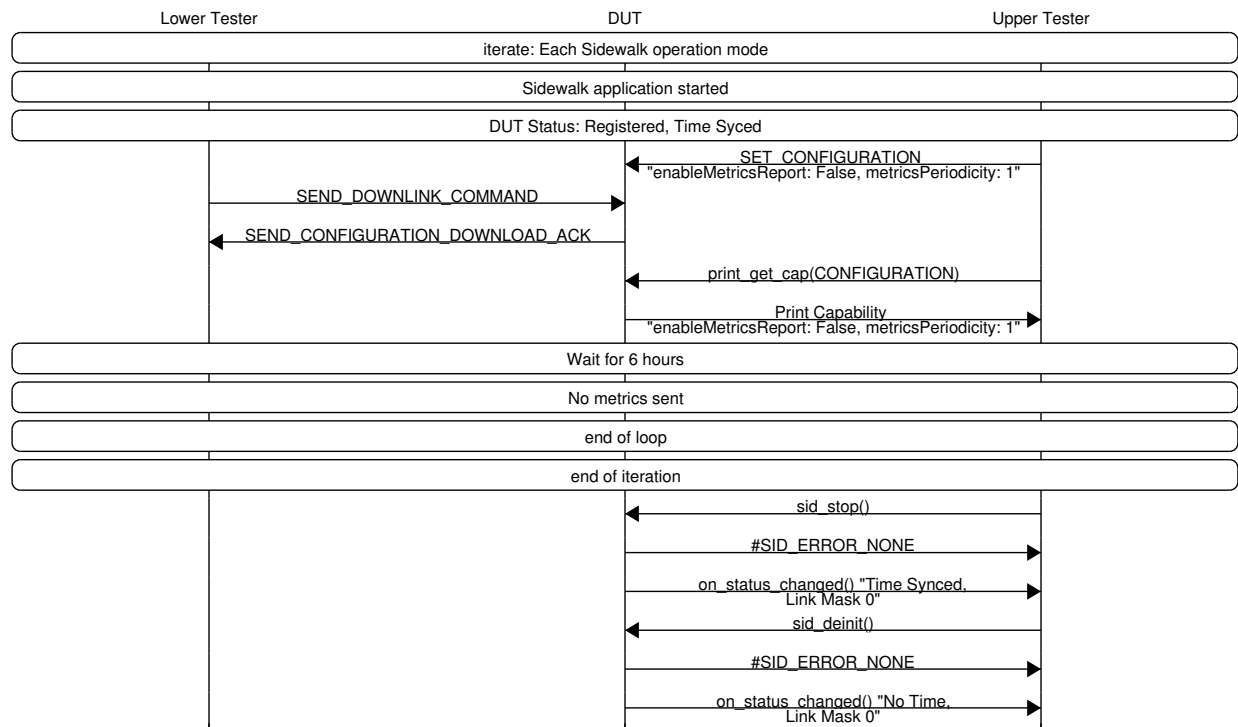 Lower Tester DUT Upper Tester
iterate: Each Sidewalk operation mode
Sidewalk application started
DUT Status: Registered, Time Syced
SET_CONFIGURATION
"enableMetricsReport: False, metricsPeriodicity: 1"
SEND_DOWNLINK_COMMAND
SEND_CONFIGURATION_DOWNLOAD_ACK
print_get_cap(CONFIGURATION)
Print Capability
"enableMetricsReport: False, metricsPeriodicity: 1"
Wait for 6 hours
No metrics sent
end of loop
end of iteration
sid_stop()
#SID_ERROR_NONE
on_status_changed() "Time Synced,
Link Mask 0"
sid_deinit()
#SID_ERROR_NONE
on_status_changed() "No Time,
Link Mask 0"